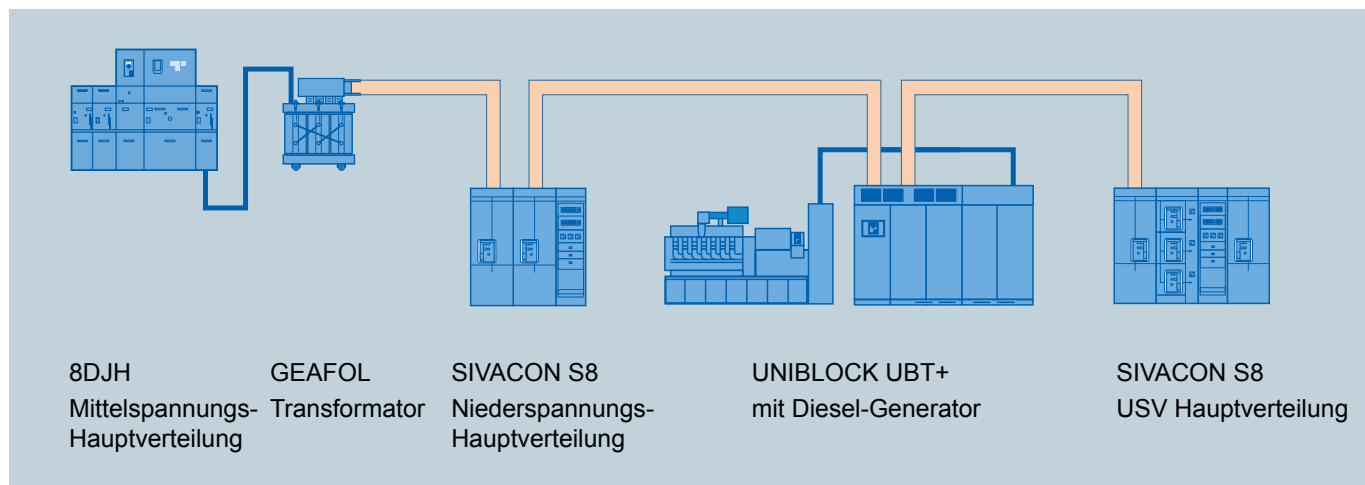 8DJH
Mittelspannungs-
Hauptverteilung
GEAFOL
Transformator
SIVACON S8
Niederspannungs-
Hauptverteilung
UNIBLOCK UBT+
mit Diesel-Generator
SIVACON S8
USV Hauptverteilung